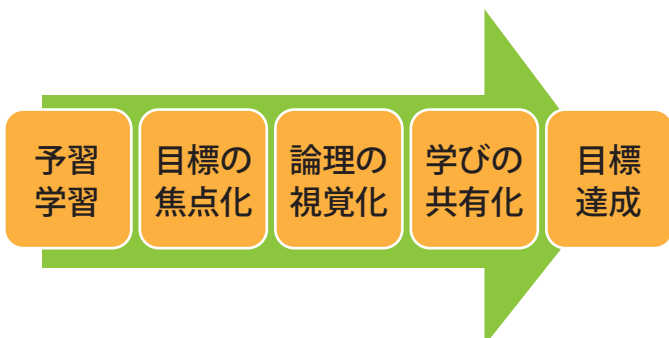 予習
学習
目標の
焦点化
論理の
視覚化
学びの
共有化
目標
達成